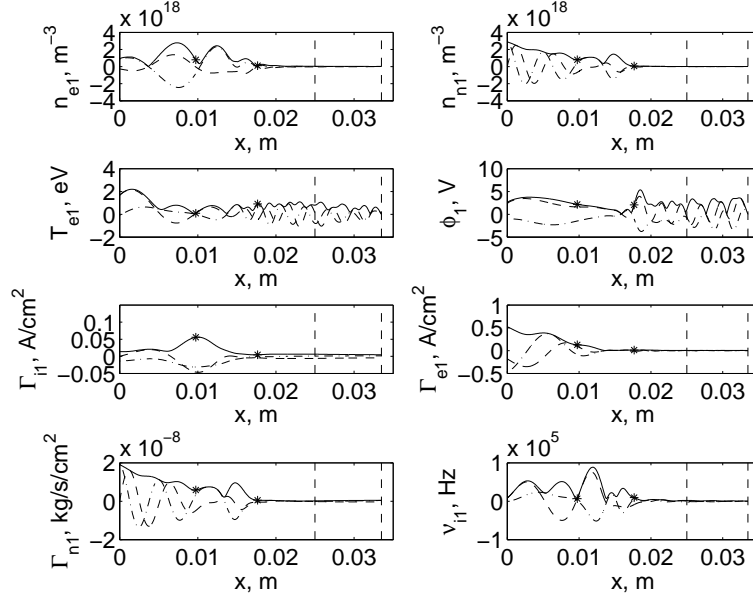 x 10^18
n_e1, m^−3
4
2
0
−2
−4
0 0.01 0.02 0.03
x, m
x 10^18
n_n1, m^−3
4
2
0
−2
−4
0 0.01 0.02 0.03
x, m
T_e1, eV
4
2
0
−2
0 0.01 0.02 0.03
x, m
ϕ_1, V
10
5
0
−5
0 0.01 0.02 0.03
x, m
Γ_i1, A/cm^2
0.1
0.05
0
−0.05
0 0.01 0.02 0.03
x, m
Γ_e1, A/cm^2
1
0.5
0
−0.5
0 0.01 0.02 0.03
x, m
x 10^−8
Γ_n1, kg/s/cm^2
2
0
−2
0 0.01 0.02 0.03
x, m
x 10^5
ν_i1, Hz
1
0
−1
0 0.01 0.02 0.03
x, m